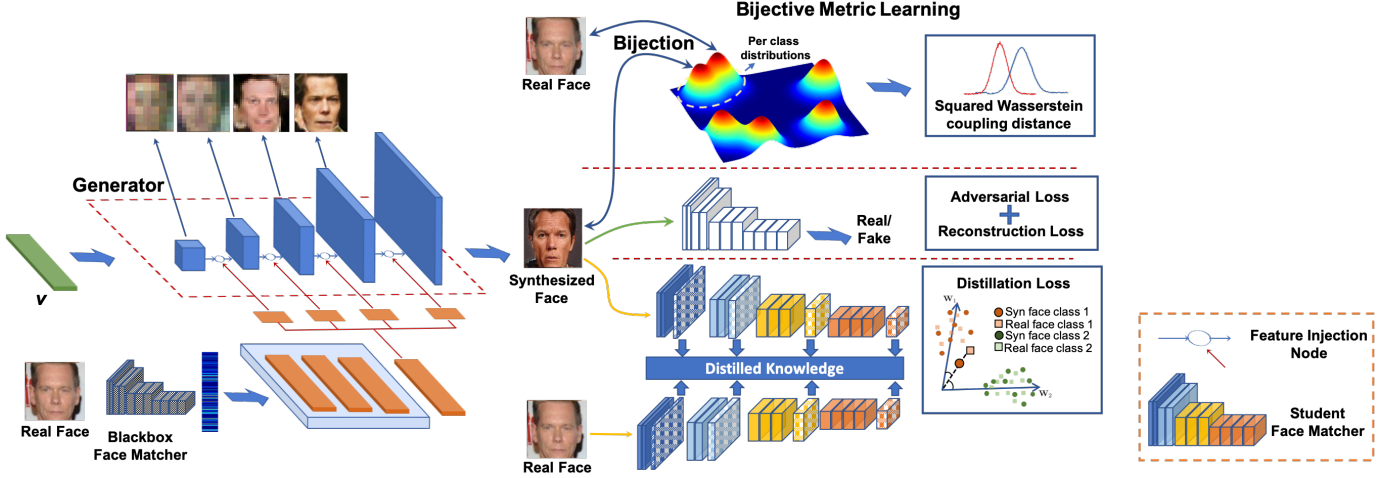 Bijective Metric Learning
Real Face
Bijection
Per class
distributions
Squared Wasserstein
coupling distance
Generator
v
Synthesized
Face
Real/
Fake
Adversarial Loss
Reconstruction Loss
Distillation Loss
W₁
Syn face class 1
Real face class 1
Syn face class 2
Real face class 2
W₂
Distilled Knowledge
Real Face
Blackbox
Face Matcher
Real Face
Feature Injection
Node
Student
Face Matcher